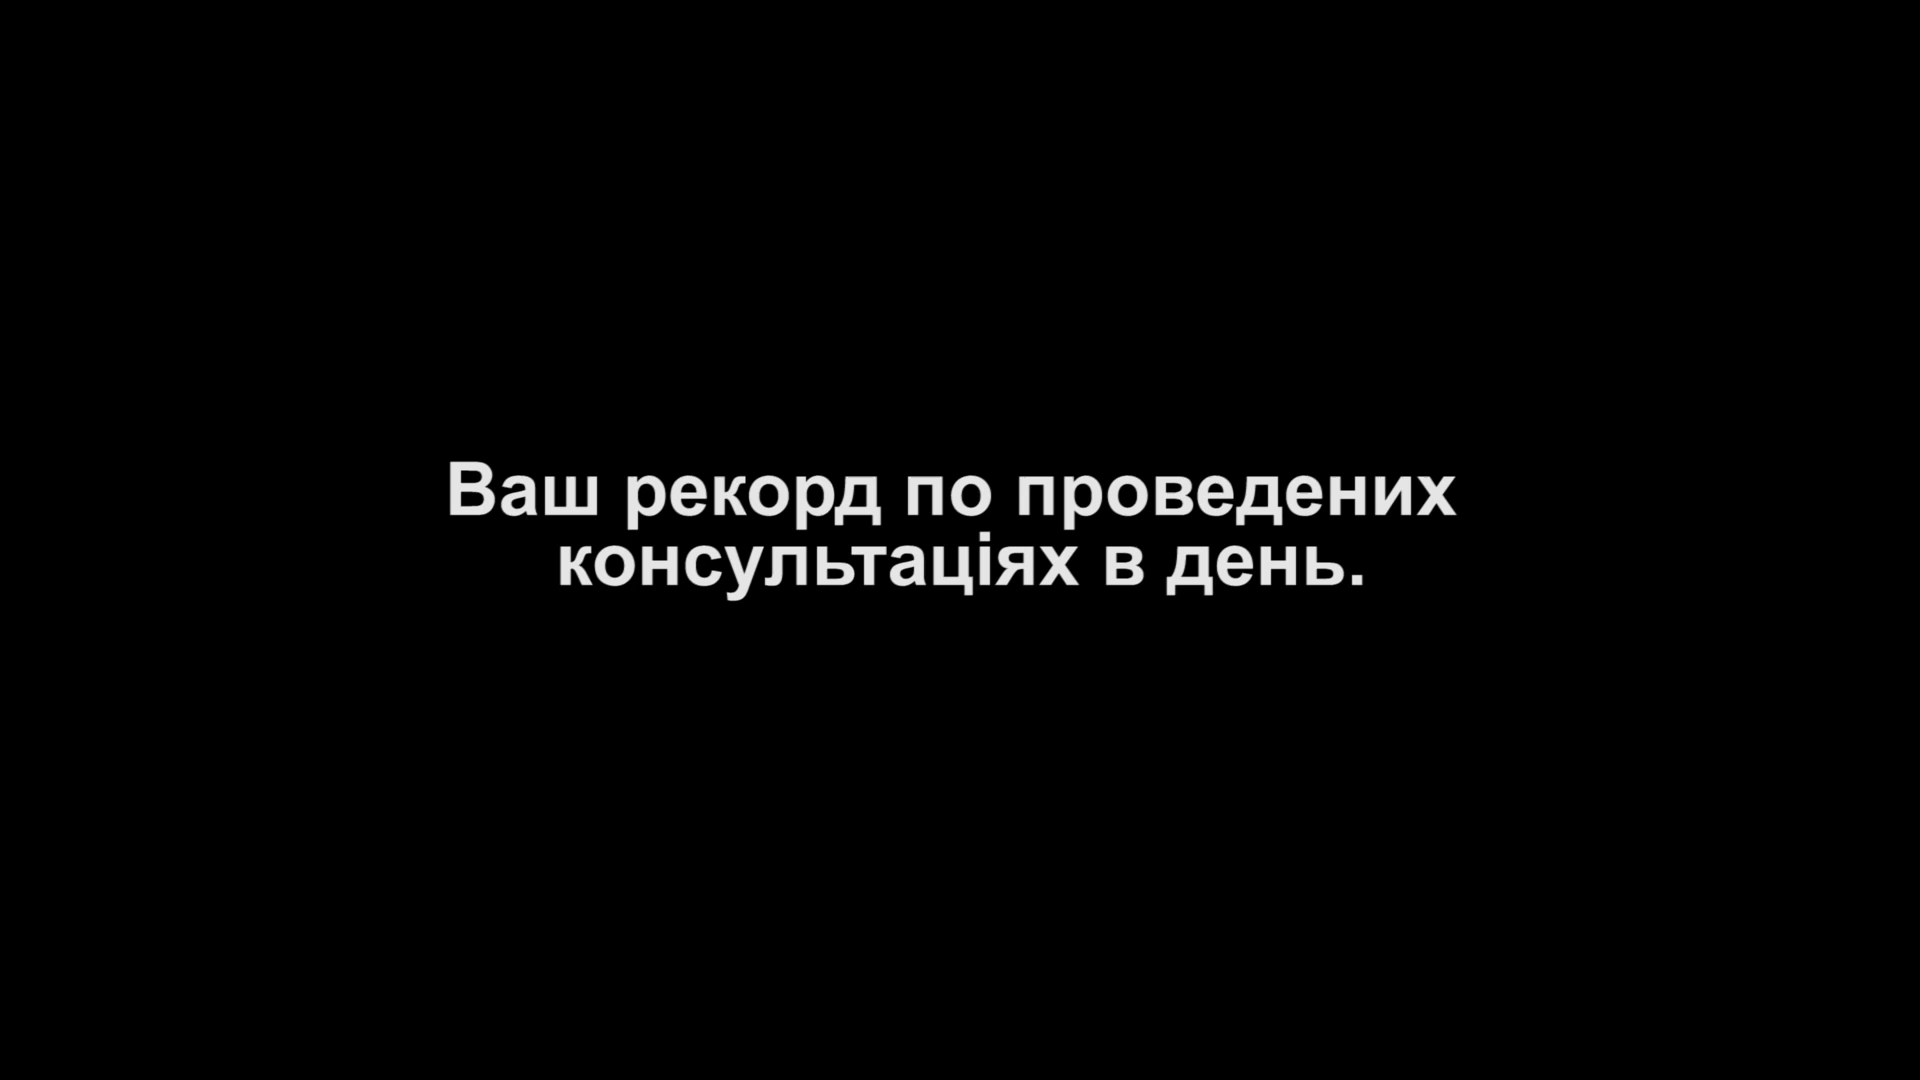 Ваш рекорд по проведених
консультаціях в день.